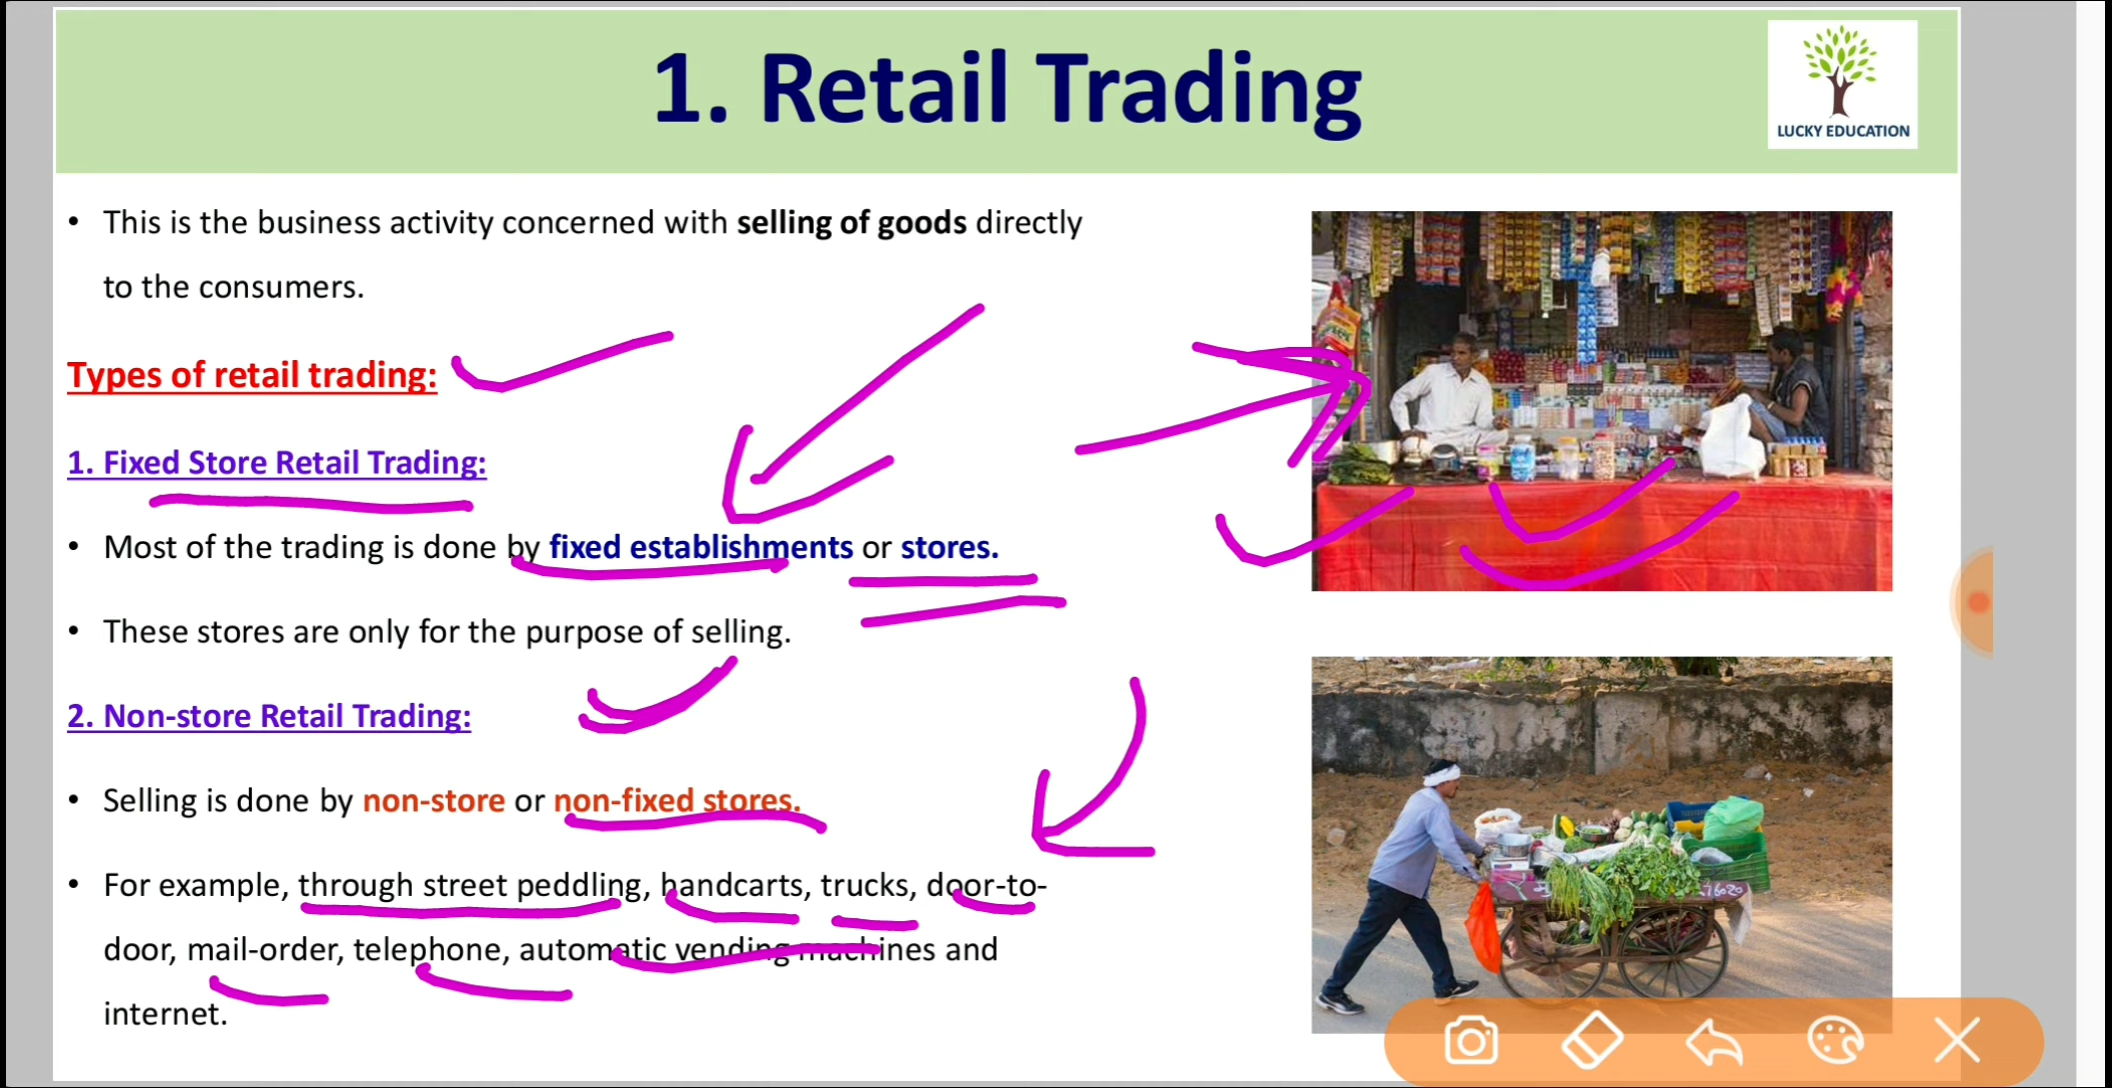 1. Retail Trading
LUCKY EDUCATION
• This is the business activity concerned with selling of goods directly
to the consumers.
Types of retail trading:
1. Fixed Store Retail Trading:
• Most of the trading is done by fixed establishments or stores.
• These stores are only for the purpose of selling.
2. Non-store Retail Trading:
• Selling is done by non-store or non-fixed stores.
• For example, through street peddling, handcarts, trucks, door-to-
door, mail-order, telephone, automatic vending machines and
internet.